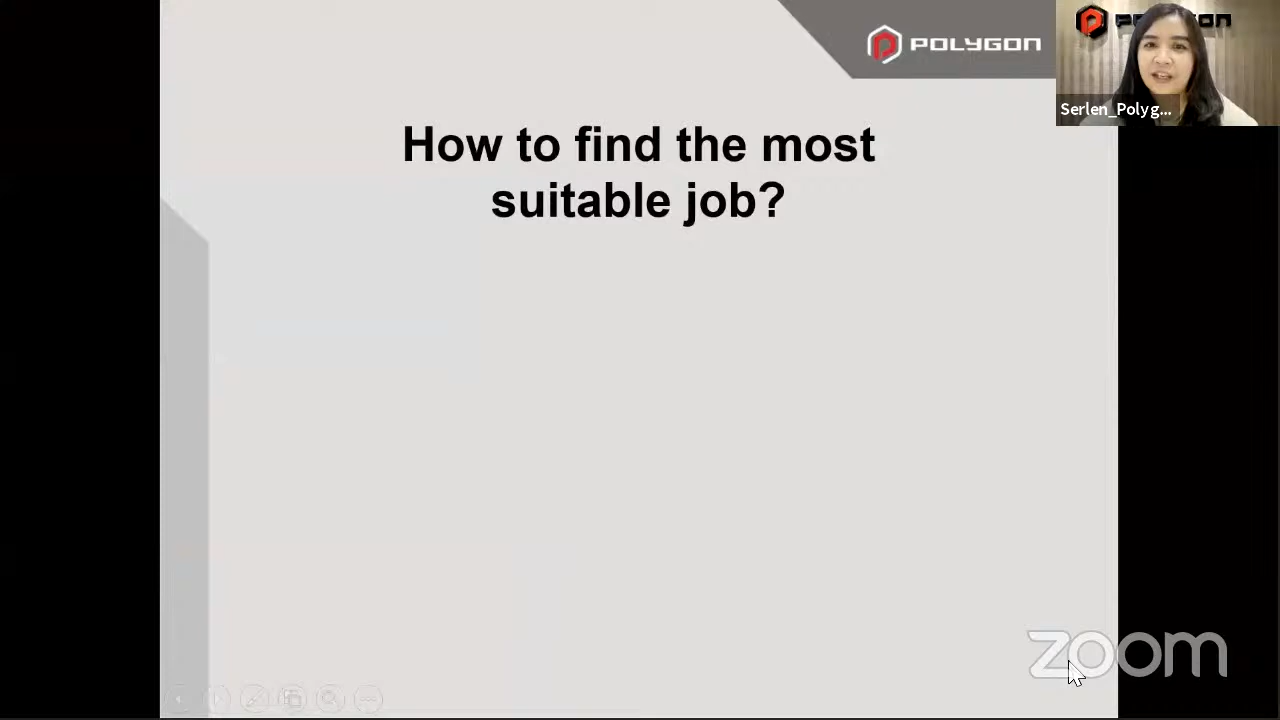 POLYGON
Serlen_Polyg...
How to find the most
suitable job?
zoom